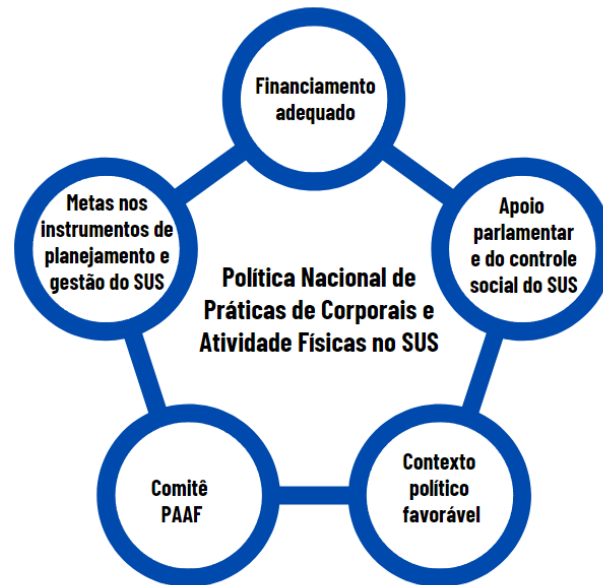 Financiamento
adequado
Metas nos
instrumentos de
planejamento e
gestão do SUS
Apoio
parlamentar
e do controle
social do SUS
Política Nacional de
Práticas de Corporais e
Atividade Físicas no SUS
Comitê
PAAF
Contexto
político
favorável